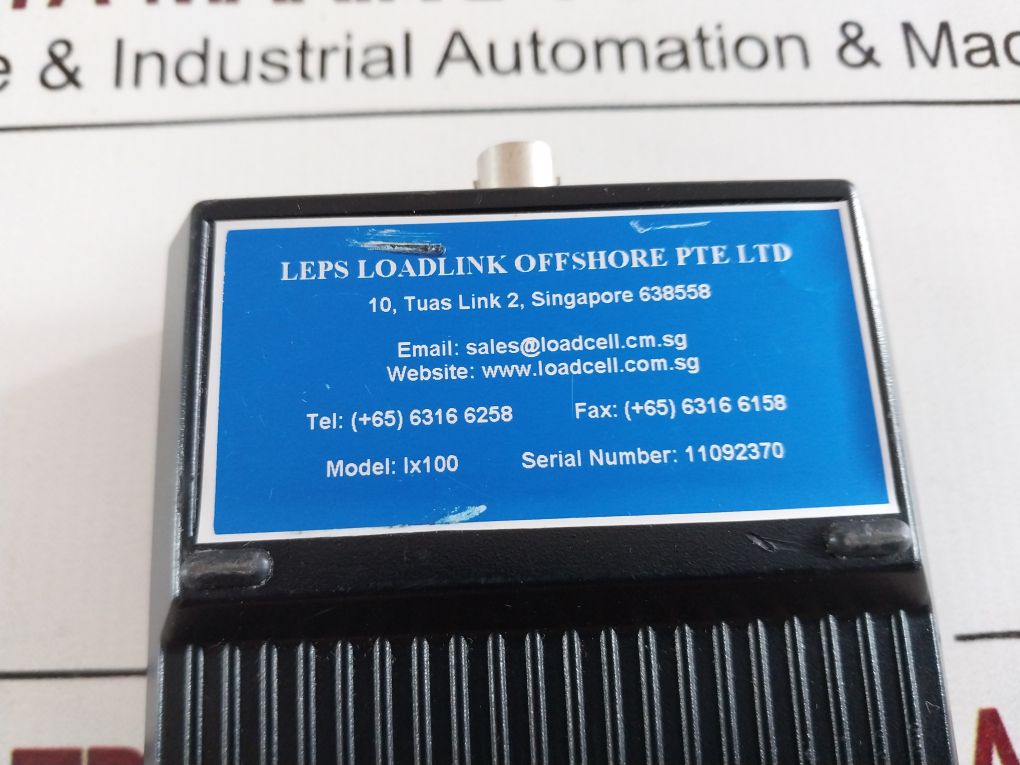 & Industrial Automation &
LEPS LOADLINK OFFSHORE PTE LTD
10, Tuas Link 2, Singapore 638558
Email: sales@loadcell.cm.sg
Website: www.loadcell.com.sg
Tel: (+65) 6316 6258 Fax: (+65) 6316 6158
Model: lx100 Serial Number: 11092370